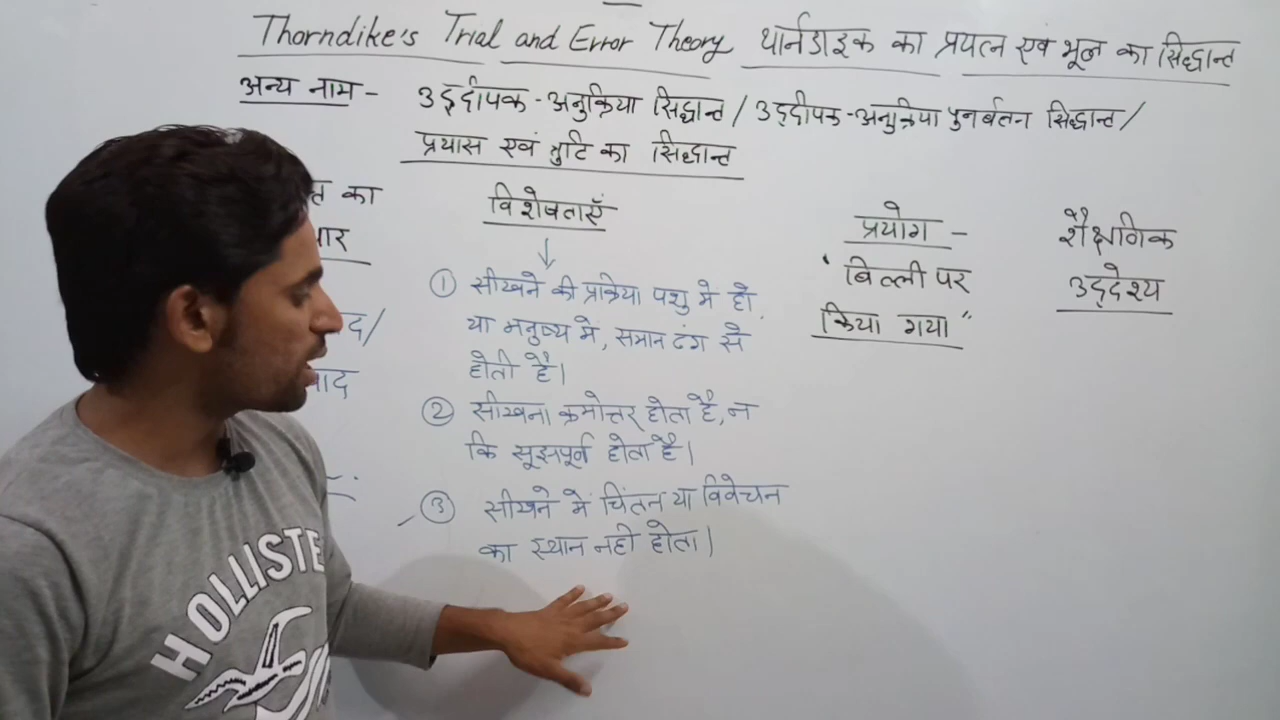 Thorndike's Trial and Error Theory थार्नडाइक का प्रयत्न एवं भूल का सिद्धान्त
अन्य नाम - उद्दीपक - अनुक्रिया सिद्धान्त / उद्दीपक - अनुक्रिया पुनर्बतन सिद्धान्त /
प्रयास एवं त्रुटि का सिद्धान्त
का
विशेषताएँ
↓
① सीखने की प्रक्रिया पशु मे हो,
या मनुष्य मे, समान ढंग से
होती है।
② सीखना क्रमोत्तर होता है, न
कि सूझपूर्ण होता है।
③ सीखने में चिंतन या विवेचन
का स्थान नही होता।
प्रयोग -
"बिल्ली पर
किया गया"
शैक्षणिक
उद्देश्य
HOLLISTE